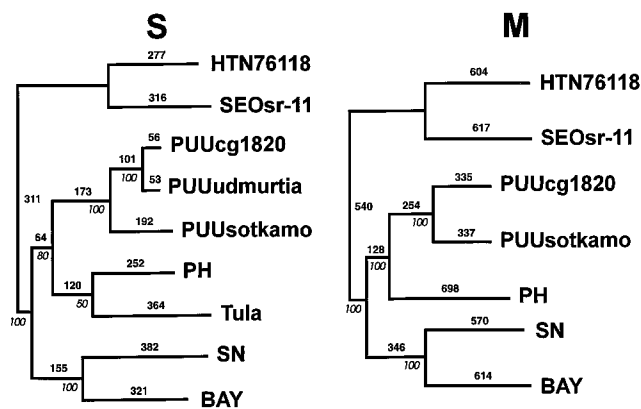 S
277
HTN76118
316
SEOsr-11
56
PUUcg1820
101
100
53
PUUudmurtia
173
100
311
192
PUUsotkamo
64
80
252
PH
120
50
364
Tula
100
382
SN
155
100
321
BAY
M
604
HTN76118
617
SEOsr-11
335
PUUcg1820
254
100
540
337
PUUsotkamo
128
100
698
PH
100
570
SN
346
100
614
BAY